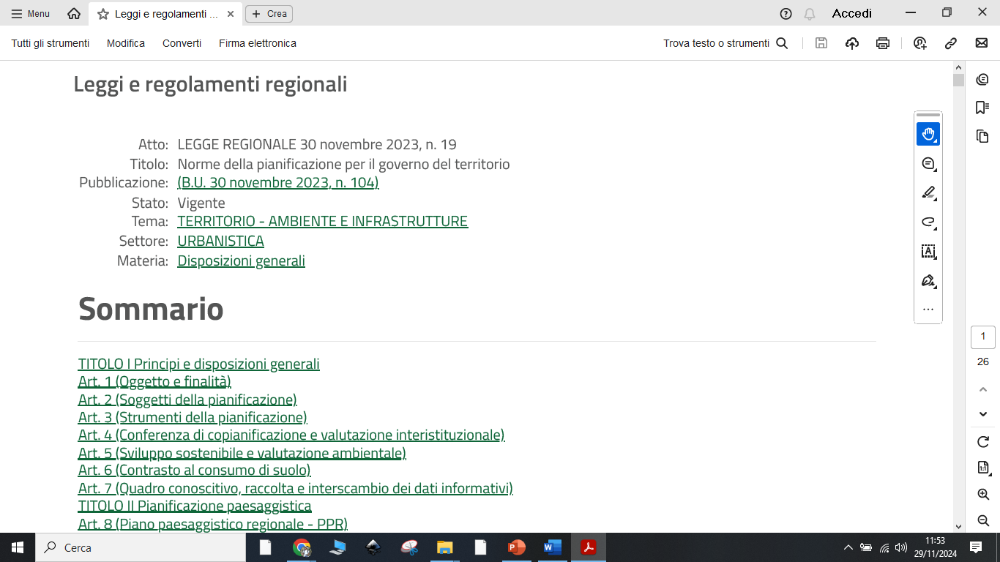 Menu
Leggi e regolamenti ...
Crea
Accedi
Tutti gli strumenti
Modifica
Converti
Firma elettronica
Trova testo o strumenti
Leggi e regolamenti regionali
Atto: LEGGE REGIONALE 30 novembre 2023, n. 19
Titolo: Norme della pianificazione per il governo del territorio
Pubblicazione: (B.U. 30 novembre 2023, n. 104)
Stato: Vigente
Tema: TERRITORIO - AMBIENTE E INFRASTRUTTURE
Settore: URBANISTICA
Materia: Disposizioni generali
Sommario
TITOLO I Principi e disposizioni generali
Art. 1 (Oggetto e finalità)
Art. 2 (Soggetti della pianificazione)
Art. 3 (Strumenti della pianificazione)
Art. 4 (Conferenza di copianificazione e valutazione interistituzionale)
Art. 5 (Sviluppo sostenibile e valutazione ambientale)
Art. 6 (Contrasto al consumo di suolo)
Art. 7 (Quadro conoscitivo, raccolta e interscambio dei dati informativi)
TITOLO II Pianificazione paesaggistica
Art. 8 (Piano paesaggistico regionale - PPR)
1
26
Cerca
11:53
29/11/2024